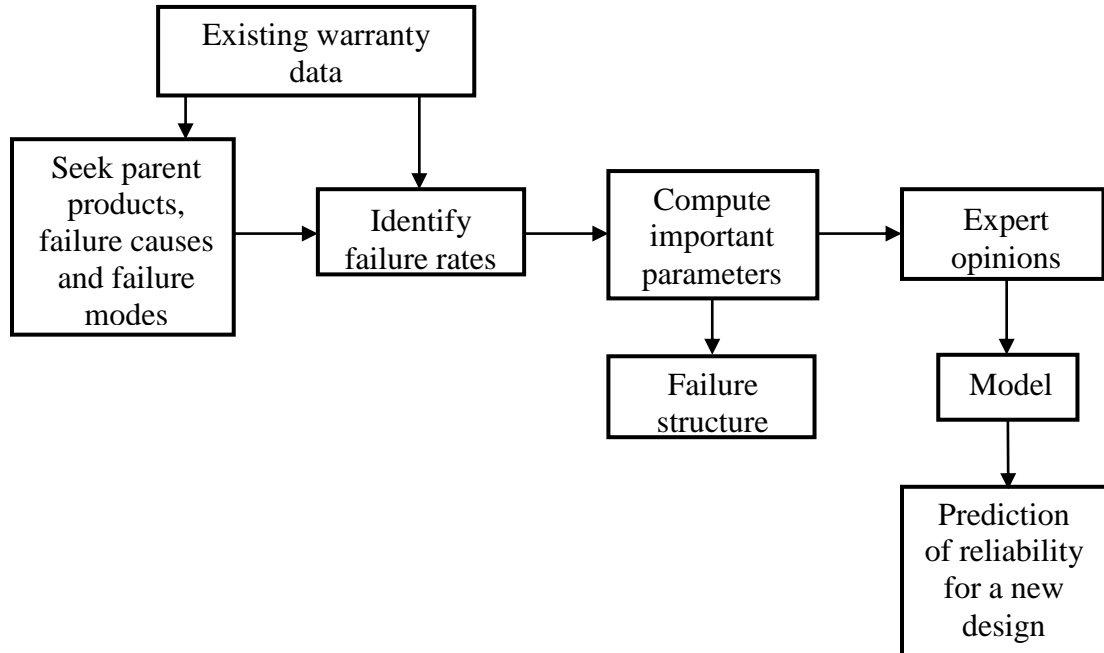 Existing warranty
data
Seek parent
products,
failure causes
and failure
modes
Identify
failure rates
Compute
important
parameters
Expert
opinions
Failure
structure
Model
Prediction
of reliability
for a new
design